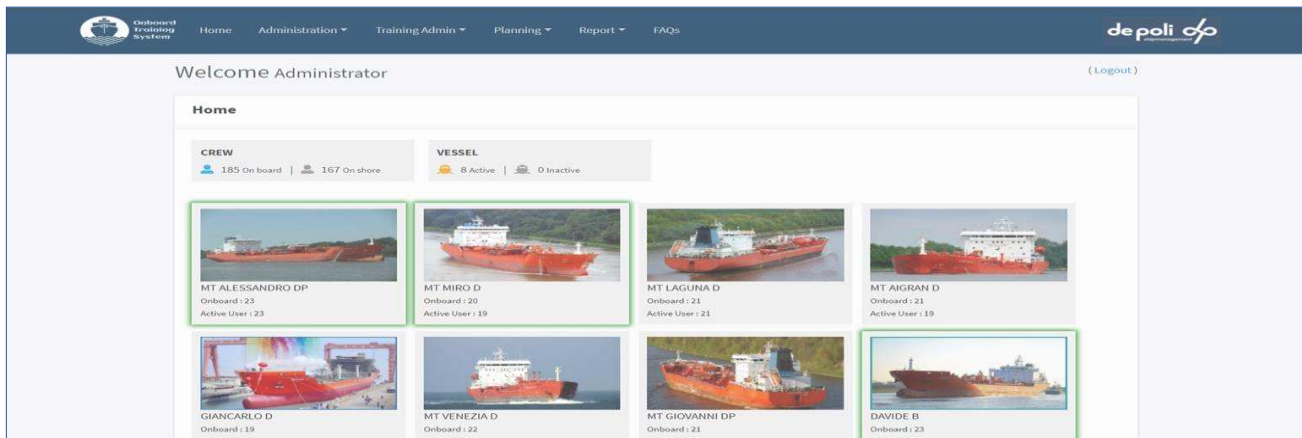 Onboard
Training
System
Home Administration Training Admin Planning Report FAQs
de poli dp
Welcome Administrator
( Logout )
Home
CREW
185 On board | 167 On shore
VESSEL
8 Active | 0 Inactive
MT ALESSANDRO DP
Onboard : 23
Active User : 23
MT MIRO D
Onboard : 20
Active User : 19
MT LAGUNA D
Onboard : 21
Active User : 21
MT AIGRAN D
Onboard : 21
Active User : 19
GIANCARLO D
Onboard : 19
MT VENEZIA D
Onboard : 22
MT GIOVANNI DP
Onboard : 21
DAVIDE B
Onboard : 23